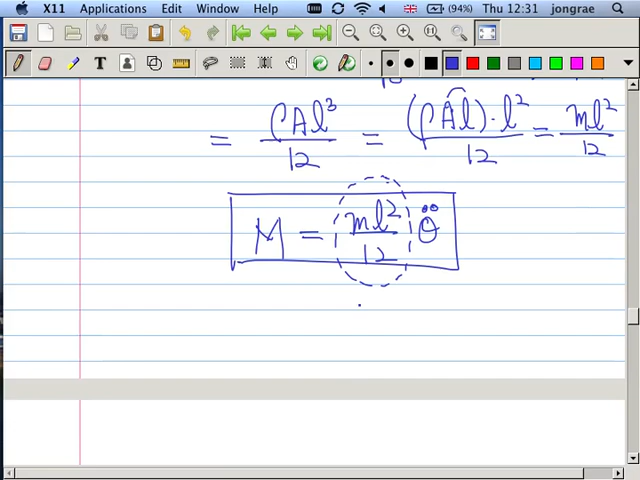 X11 Applications Edit Window Help (94%) Thu 12:31 jongrae
= ρAl³/12 = (ρAl)·l²/12 = ml²/12
M = ml²/12 θ̈